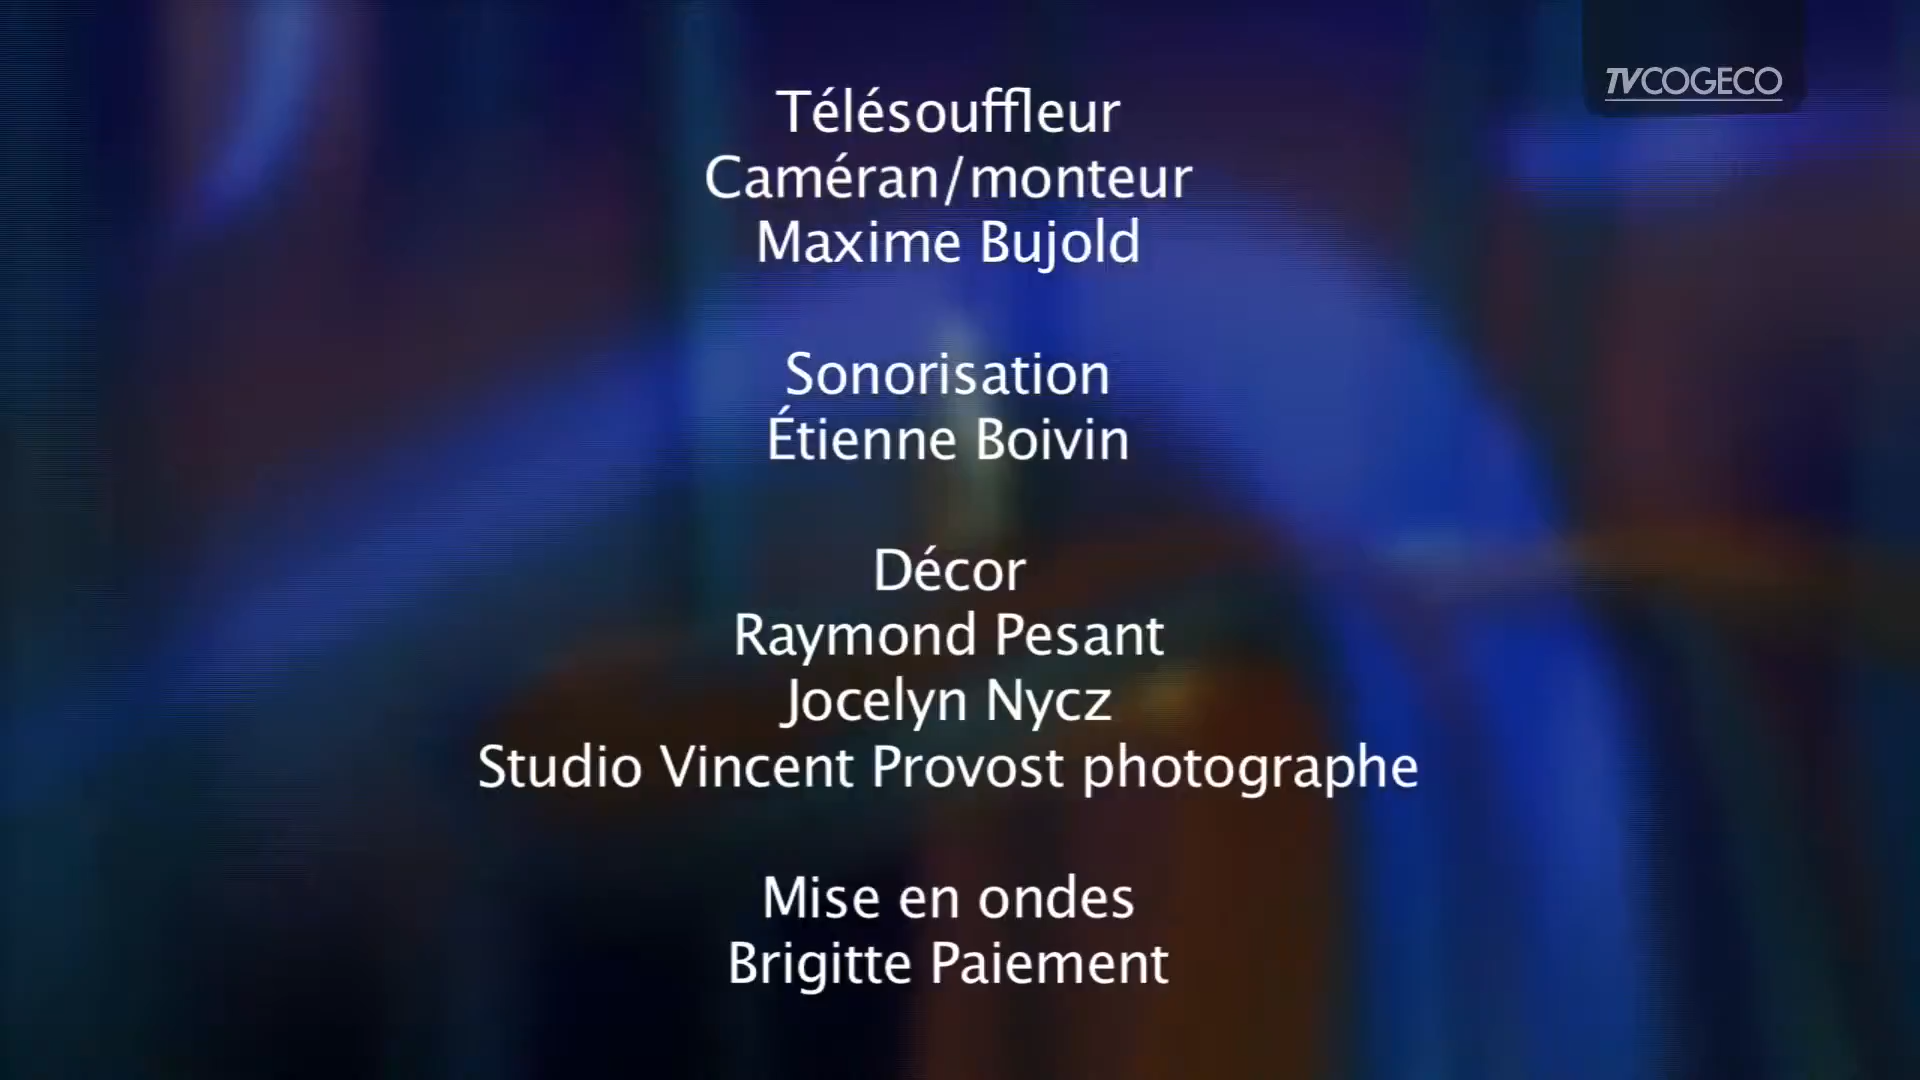 TVCOGECO
Télésouffleur
Caméran/monteur
Maxime Bujold
Sonorisation
Étienne Boivin
Décor
Raymond Pesant
Jocelyn Nycz
Studio Vincent Provost photographe
Mise en ondes
Brigitte Paiement